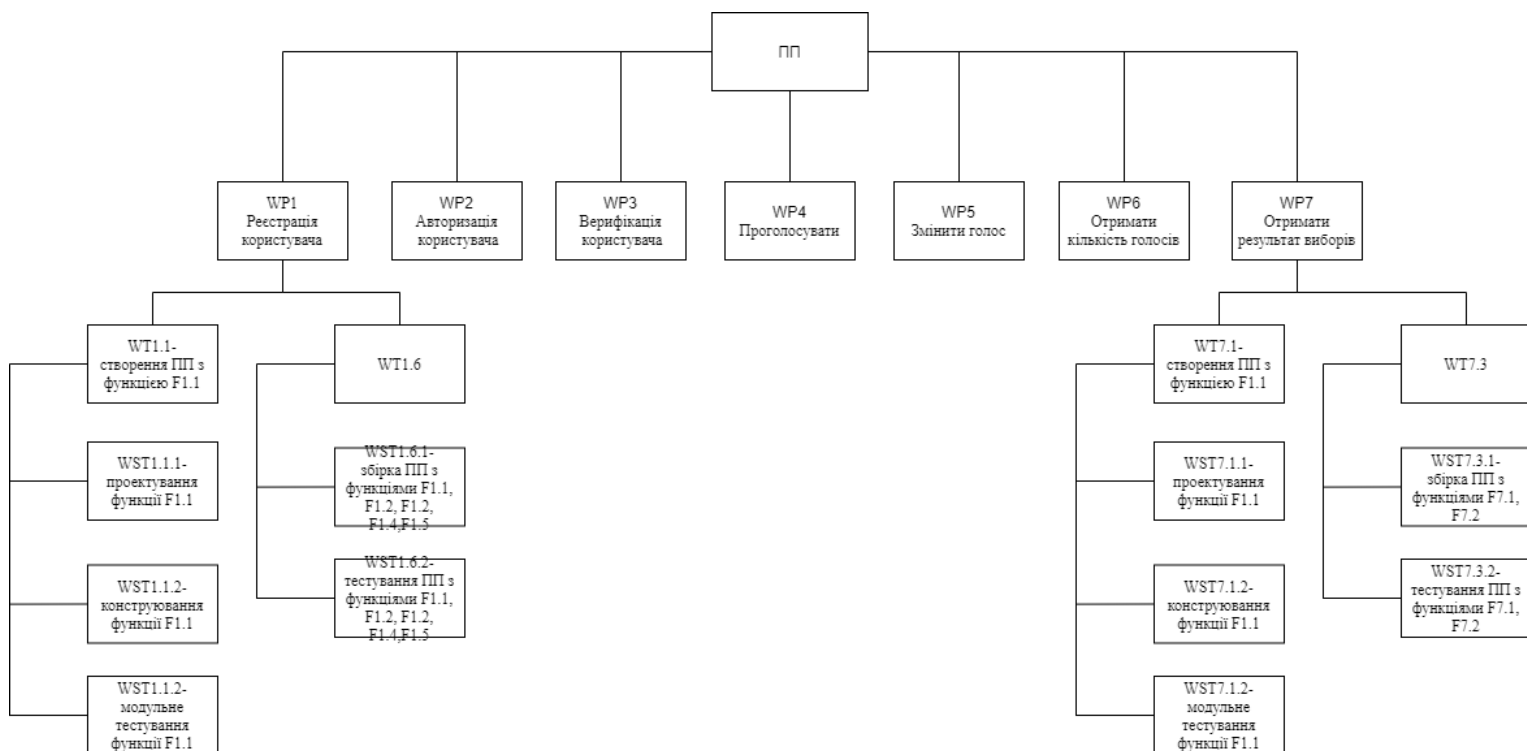 ПП
WP1
Реєстрація
користувача
WP2
Авторизація
користувача
WP3
Верифікація
користувача
WP4
Проголосувати
WP5
Змінити голос
WP6
Отримати
кількість голосів
WP7
Отримати
результат виборів
WT1.1-
створення ПП з
функцією F1.1
WT1.6
WT7.1-
створення ПП з
функцією F1.1
WT7.3
WST1.1.1-
проектування
функції F1.1
WST1.6.1-
збірка ПП з
функціями F1.1,
F1.2, F1.2,
F1.4,F1.5
WST7.1.1-
проектування
функції F1.1
WST7.3.1-
збірка ПП з
функціями F7.1,
F7.2
WST1.1.2-
конструювання
функції F1.1
WST1.6.2-
тестування ПП з
функціями F1.1,
F1.2, F1.2,
F1.4,F1.5
WST7.1.2-
конструювання
функції F1.1
WST7.3.2-
тестування ПП з
функціями F7.1,
F7.2
WST1.1.2-
модульне
тестування
функції F1.1
WST7.1.2-
модульне
тестування
функції F1.1